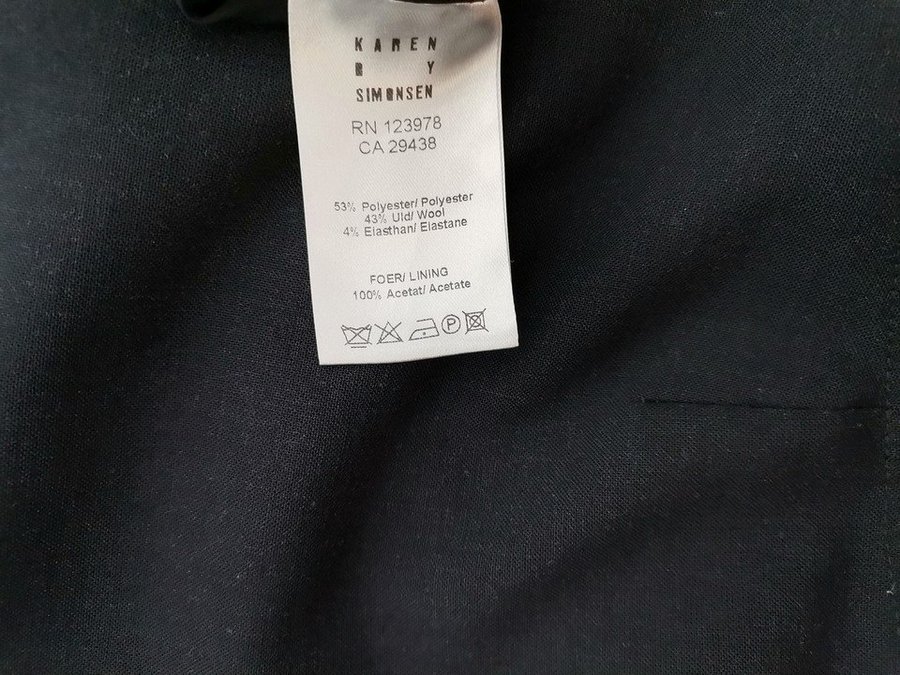 KAREN
BY
SIMONSEN
RN 123978
CA 29438
53% Polyester/ Polyester
43% Uld/ Wool
4% Elasthan/ Elastane
FOER/ LINING
100% Acetat/ Acetate
P